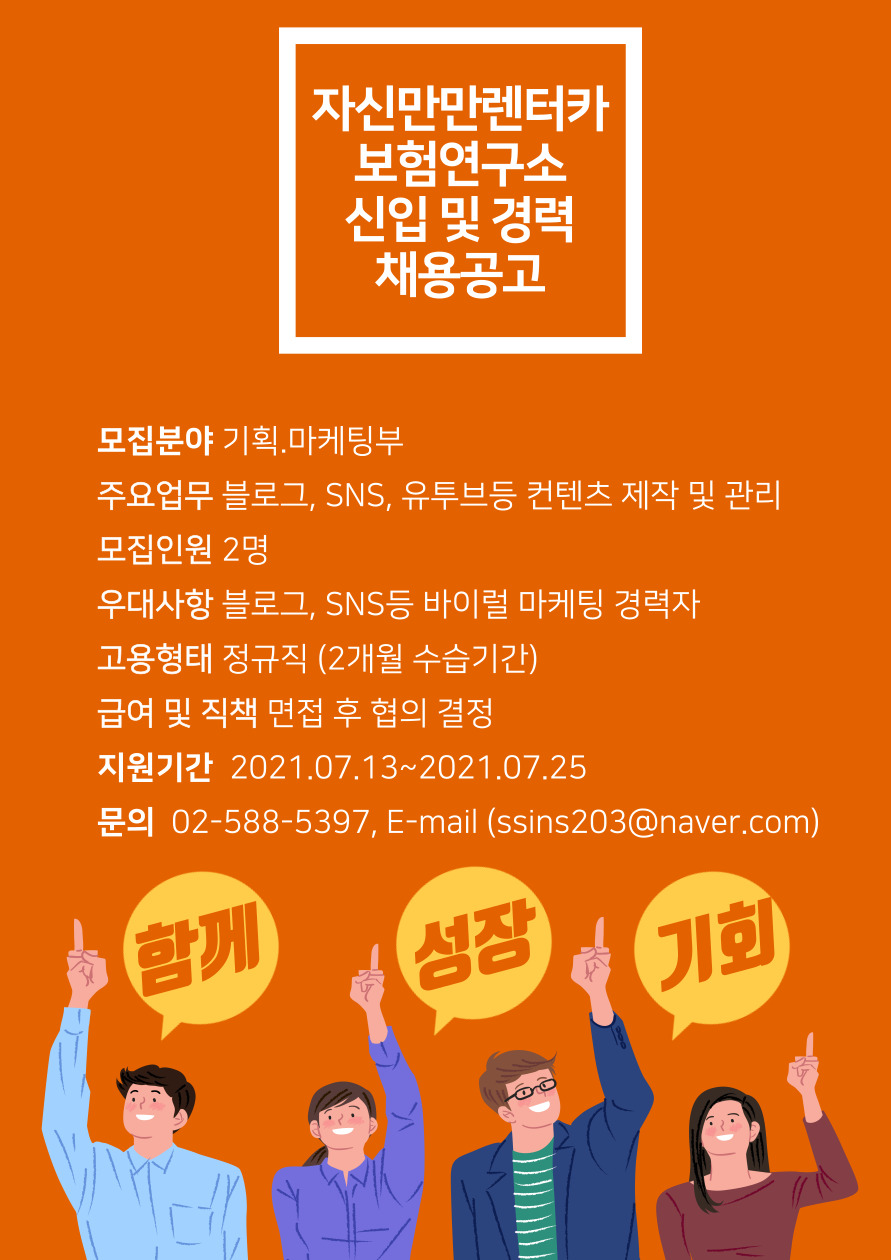 자신만만렌터카
보험연구소
신입 및 경력
채용공고
모집분야 기획.마케팅부
주요업무 블로그, SNS, 유투브등 컨텐츠 제작 및 관리
모집인원 2명
우대사항 블로그, SNS등 바이럴 마케팅 경력자
고용형태 정규직 (2개월 수습기간)
급여 및 직책 면접 후 협의 결정
지원기간 2021.07.13~2021.07.25
문의 02-588-5397, E-mail (ssins203@naver.com)
함께
성장
기회